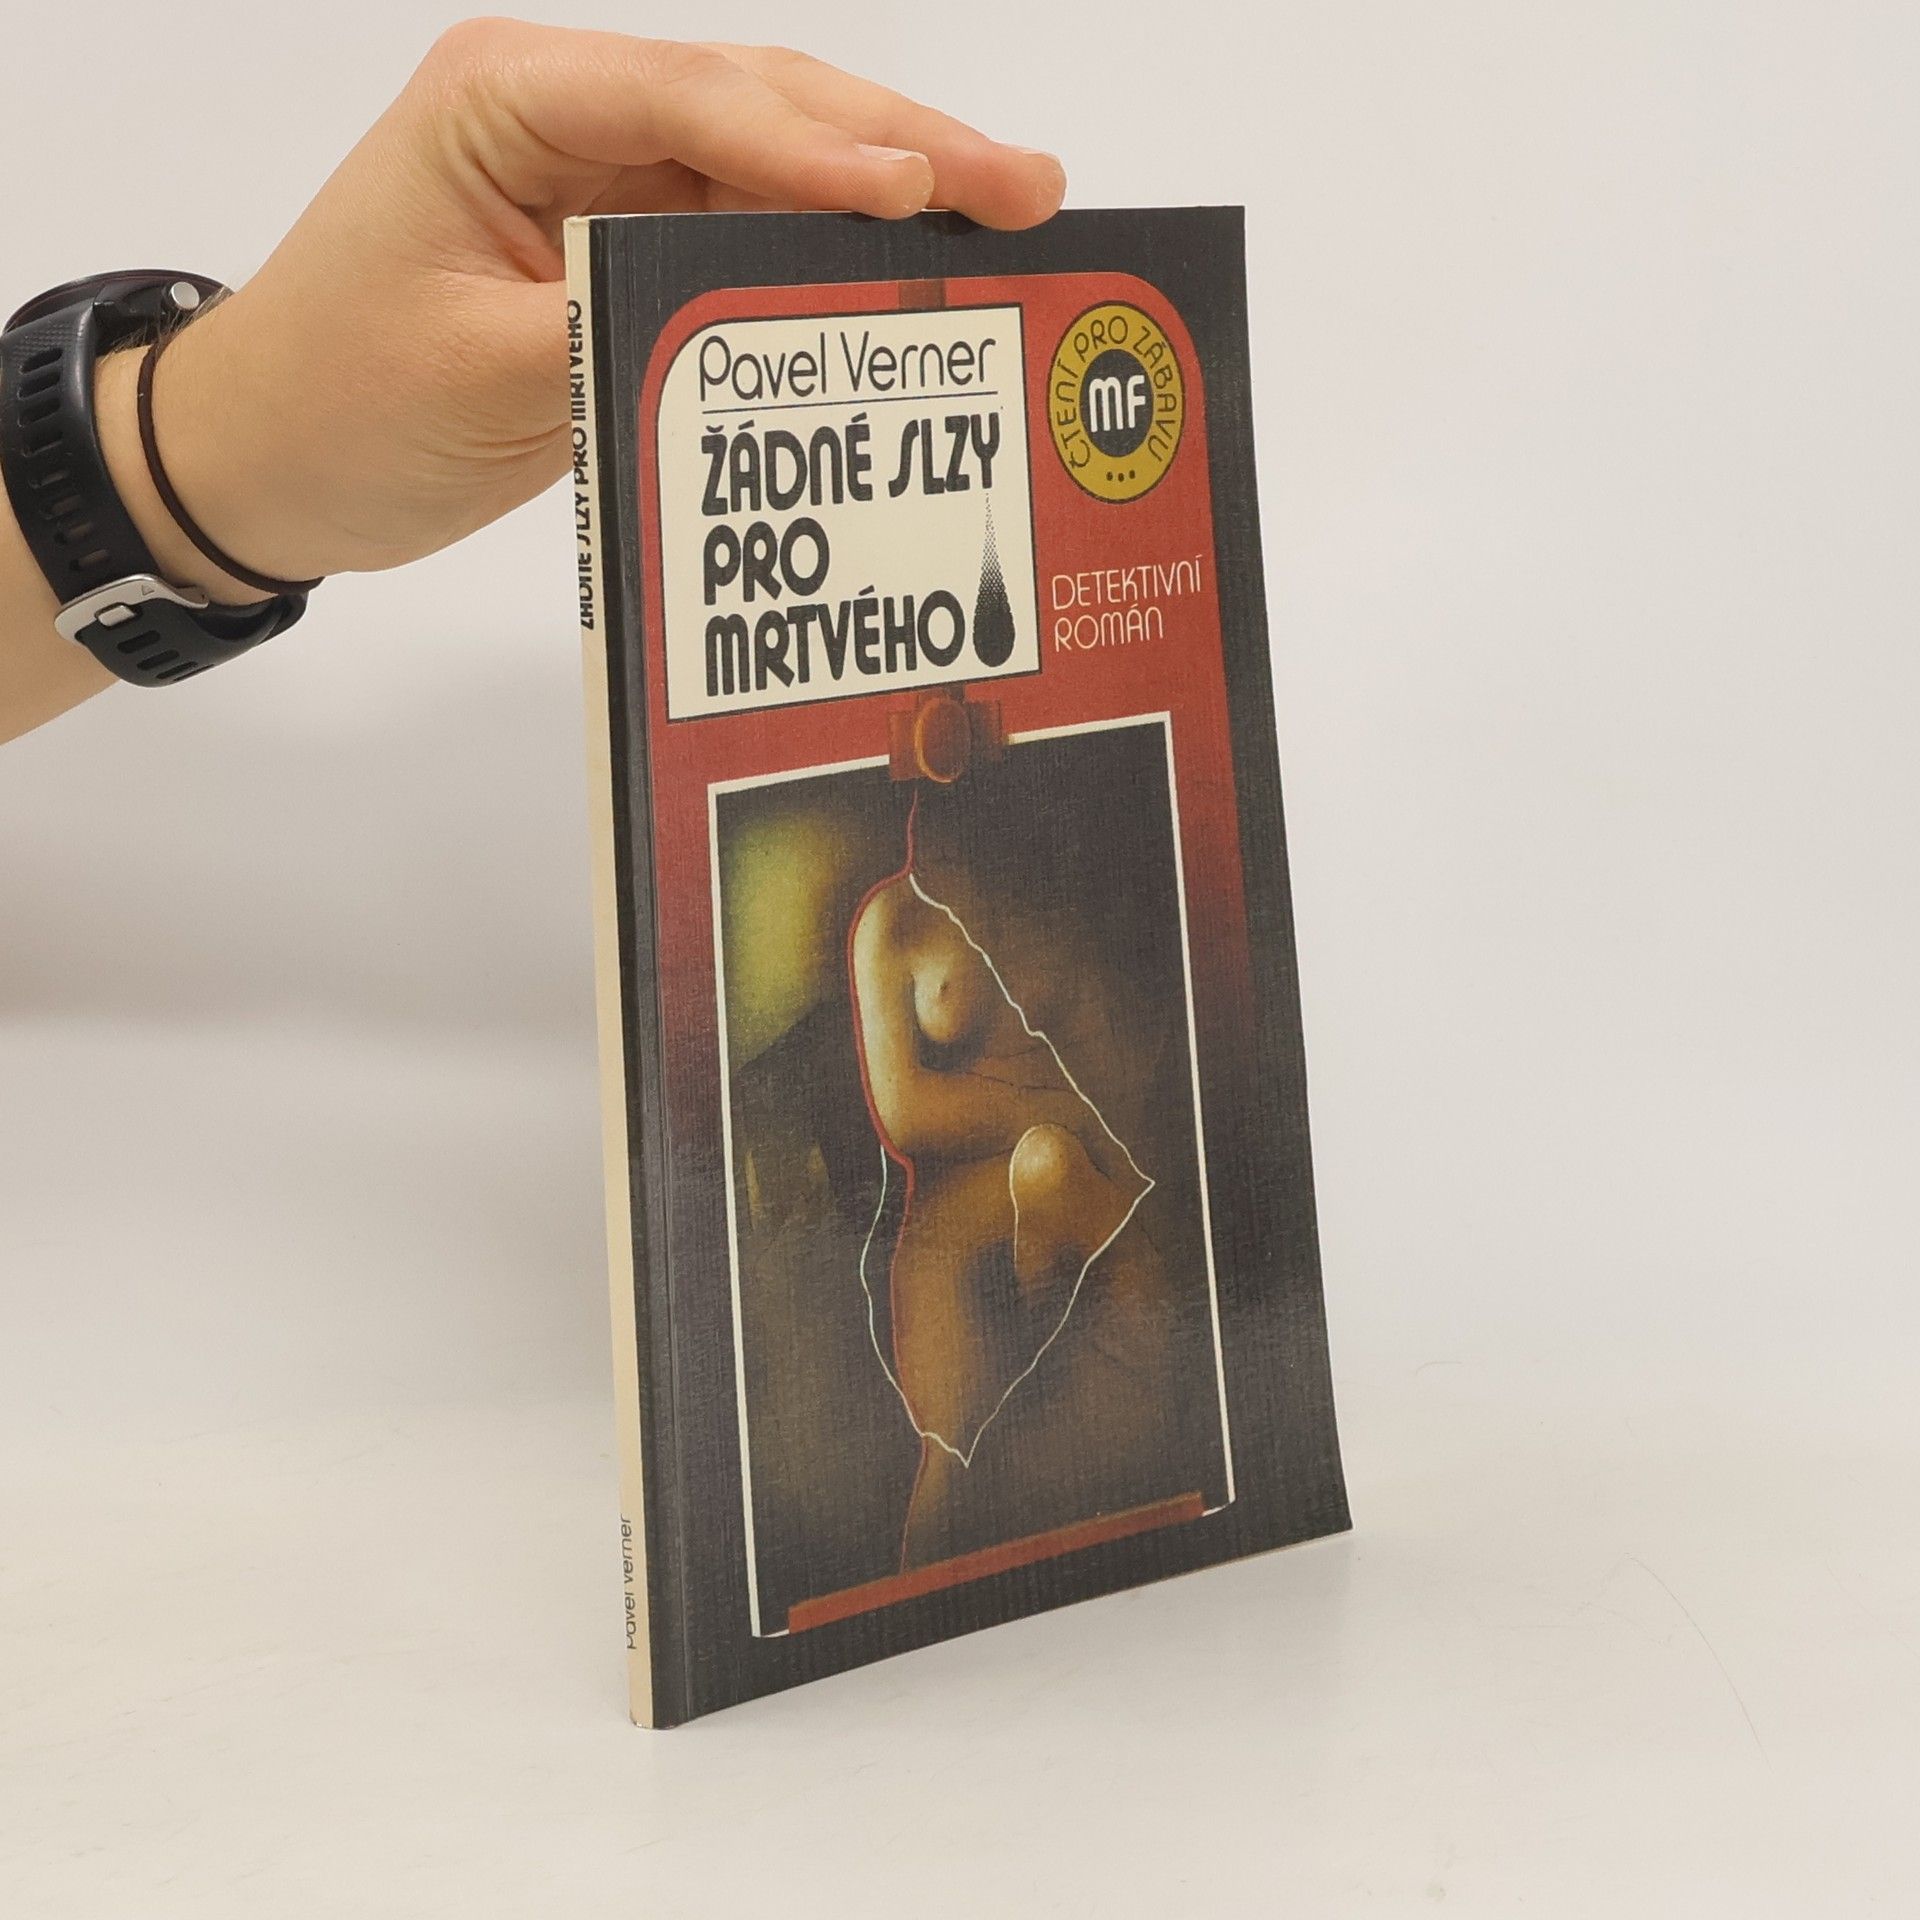 Pavel Verner
ŽÁDNÉ SLZY
PRO
MRTVÉHO
ČTENÍ PRO ZÁBAVU
MF
DETEKTIVNÍ
ROMÁN
ŽÁDNÉ SLZY PRO MRTVÉHO
Pavel Verner